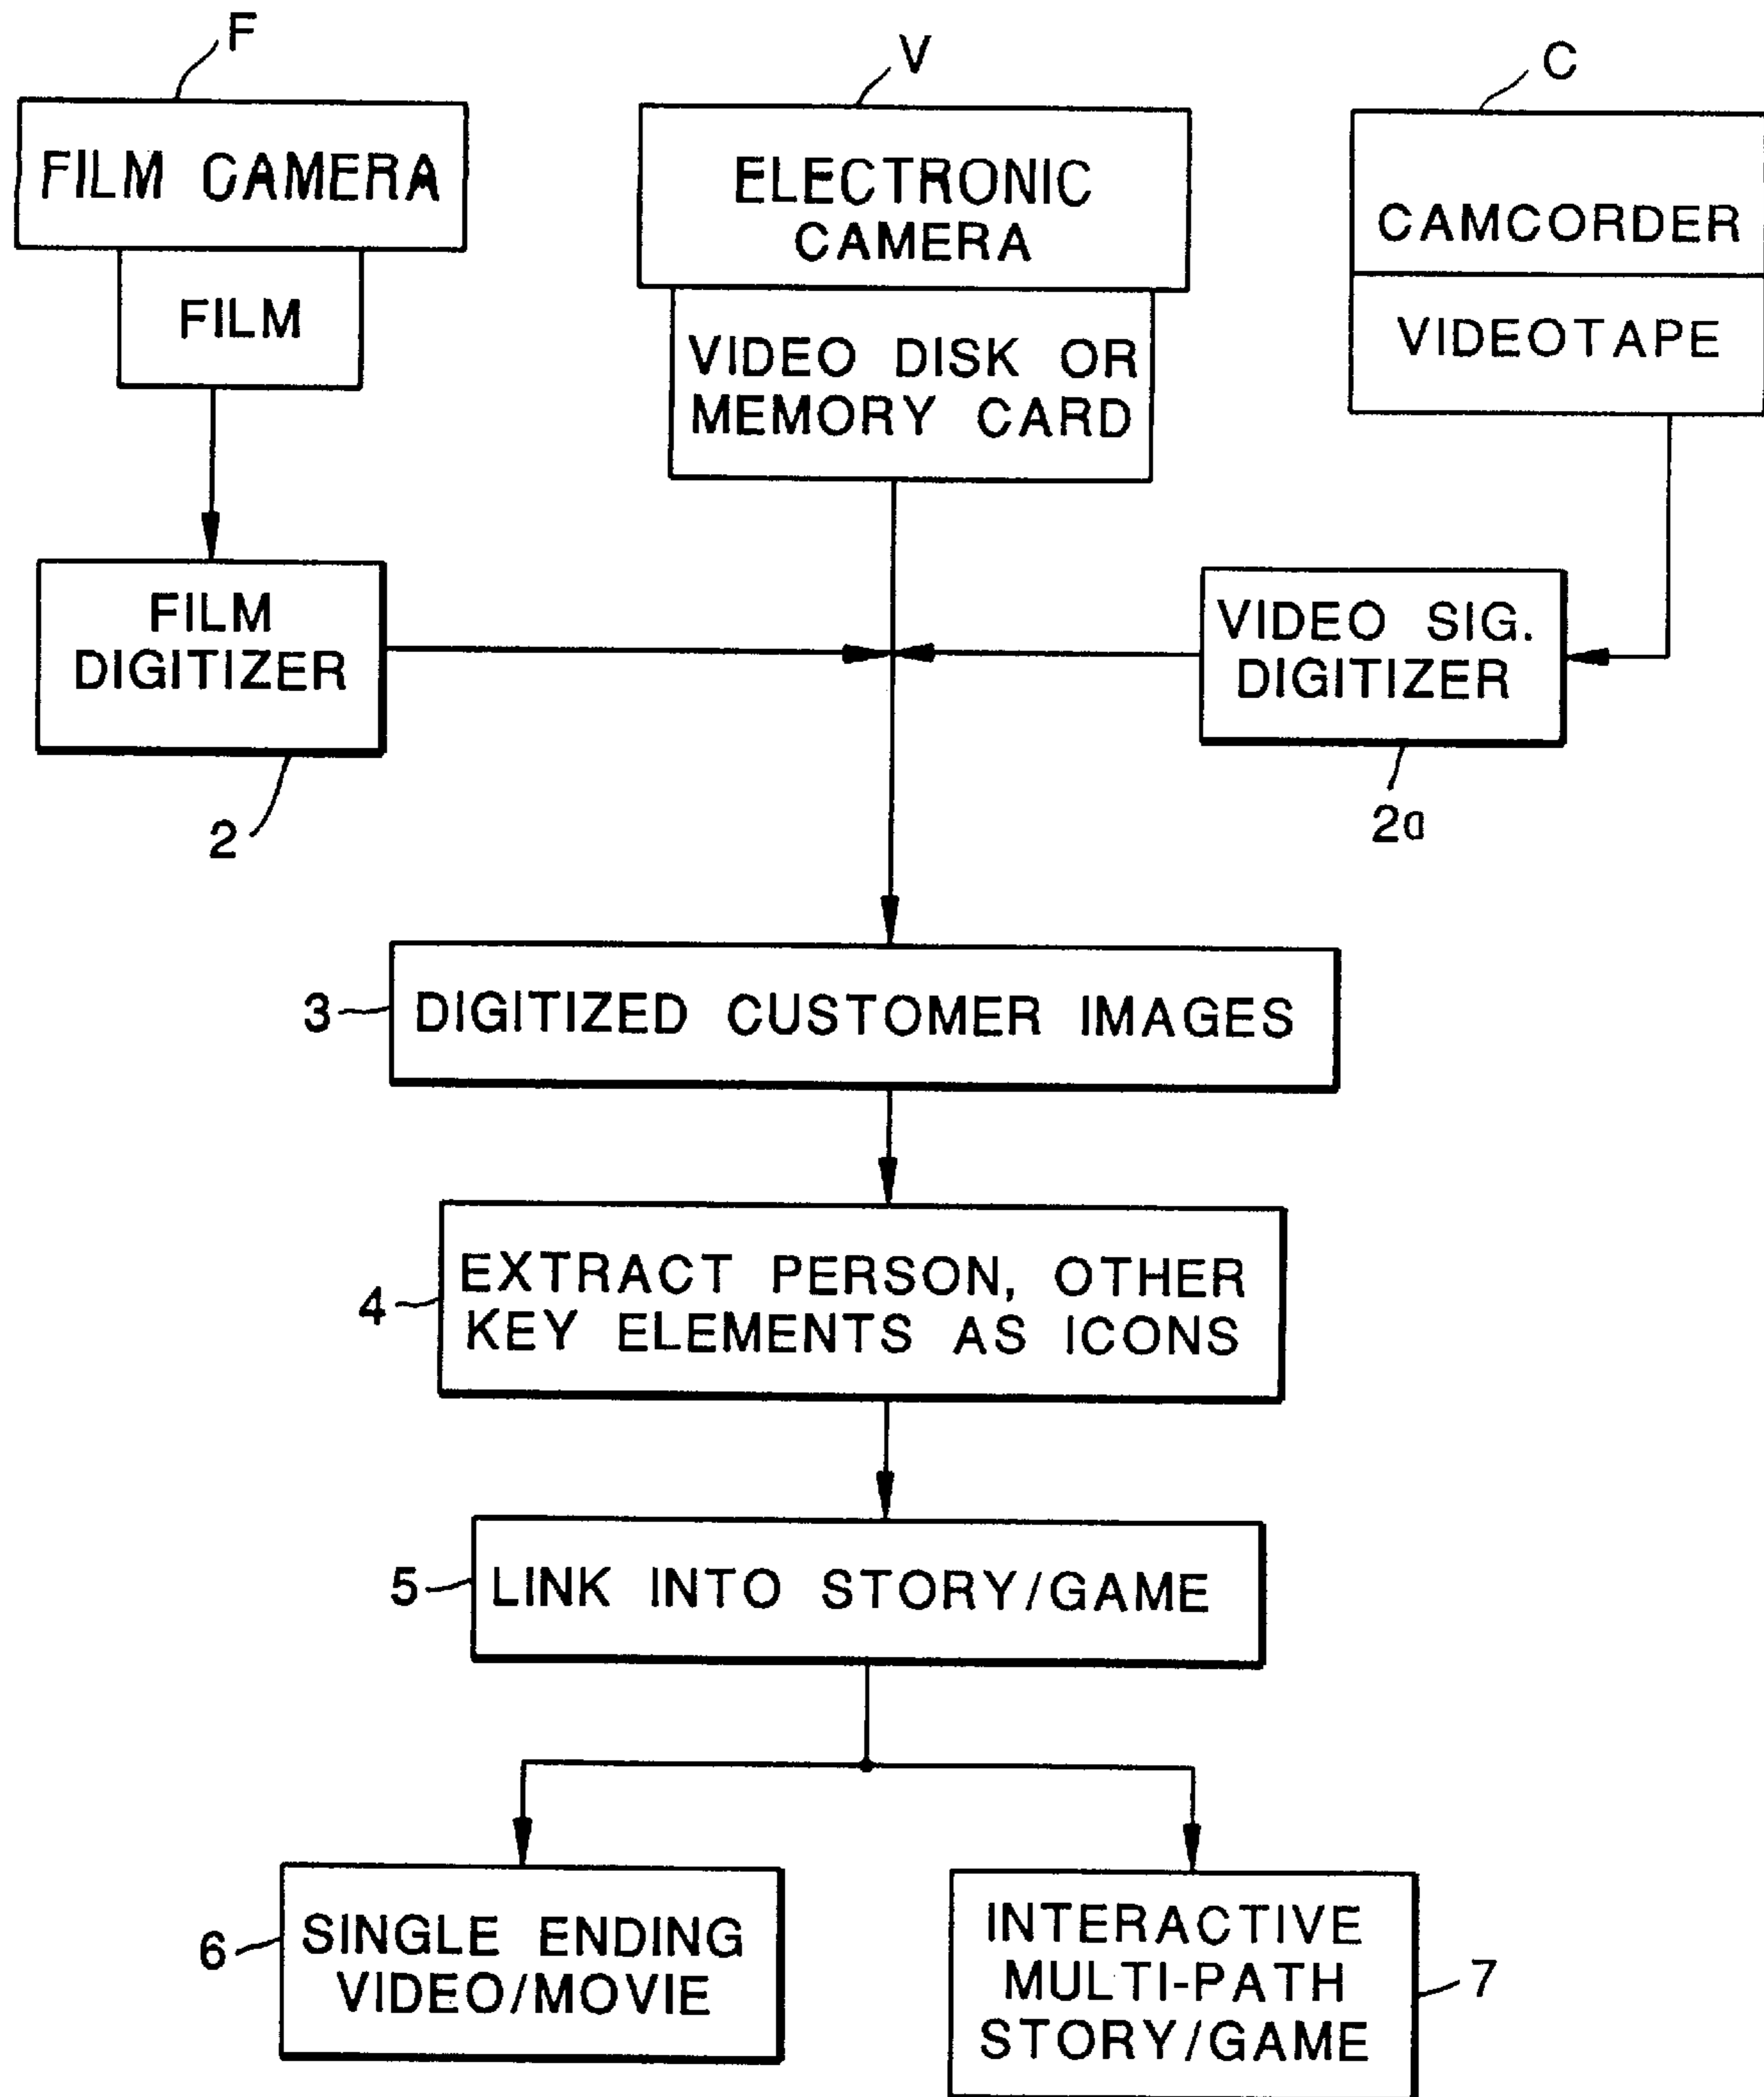 F
V
C
FILM CAMERA
FILM
ELECTRONIC
CAMERA
VIDEO DISK OR
MEMORY CARD
CAMCORDER
VIDEOTAPE
FILM
DIGITIZER
2
VIDEO SIG.
DIGITIZER
2a
3
DIGITIZED CUSTOMER IMAGES
4
EXTRACT PERSON, OTHER
KEY ELEMENTS AS ICONS
5
LINK INTO STORY/GAME
6
SINGLE ENDING
VIDEO/MOVIE
INTERACTIVE
MULTI-PATH
STORY/GAME
7